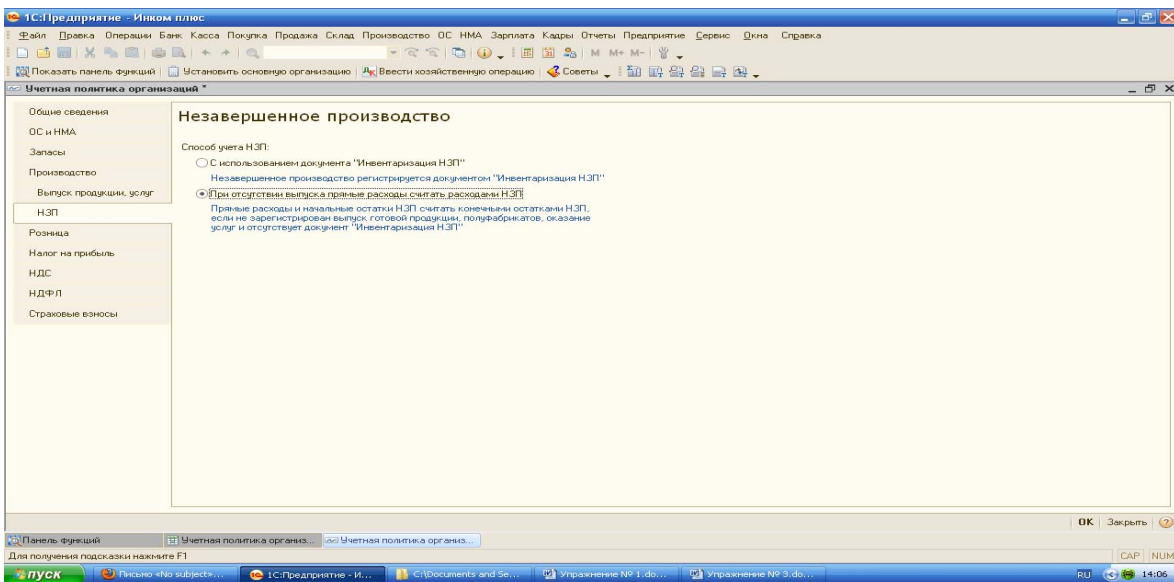 1С:Предприятие - Инком плюс
Файл Правка Операции Банк Касса Покупка Продажа Склад Производство ОС НМА Зарплата Кадры Отчеты Предприятие Сервис Окна Справка
M M+ M-
Показать панель функций Установить основную организацию Ввести хозяйственную операцию Советы
Учетная политика организаций *
Общие сведения
ОС и НМА
Запасы
Производство
Выпуск продукции, услуг
НЗП
Розница
Налог на прибыль
НДС
НДФЛ
Страховые взносы
Незавершенное производство
Способ учета НЗП:
С использованием документа "Инвентаризация НЗП"
Незавершенное производство регистрируется документом "Инвентаризация НЗП"
При отсутствии выпуска прямые расходы считать расходами НЗП
Прямые расходы и начальные остатки НЗП считать конечными остатками НЗП,
если не зарегистрирован выпуск готовой продукции, полуфабрикатов, оказание
услуг и отсутствует документ "Инвентаризация НЗП"
OK Закрыть ?
Панель функций Учетная политика организ... Учетная политика организ...
Для получения подсказки нажмите F1 CAP NUM
пуск Письмо «No subject»... 1С:Предприятие - И... C:\Documents and Se... Упражнение № 1.do... Упражнение № 3.do... RU 14:06